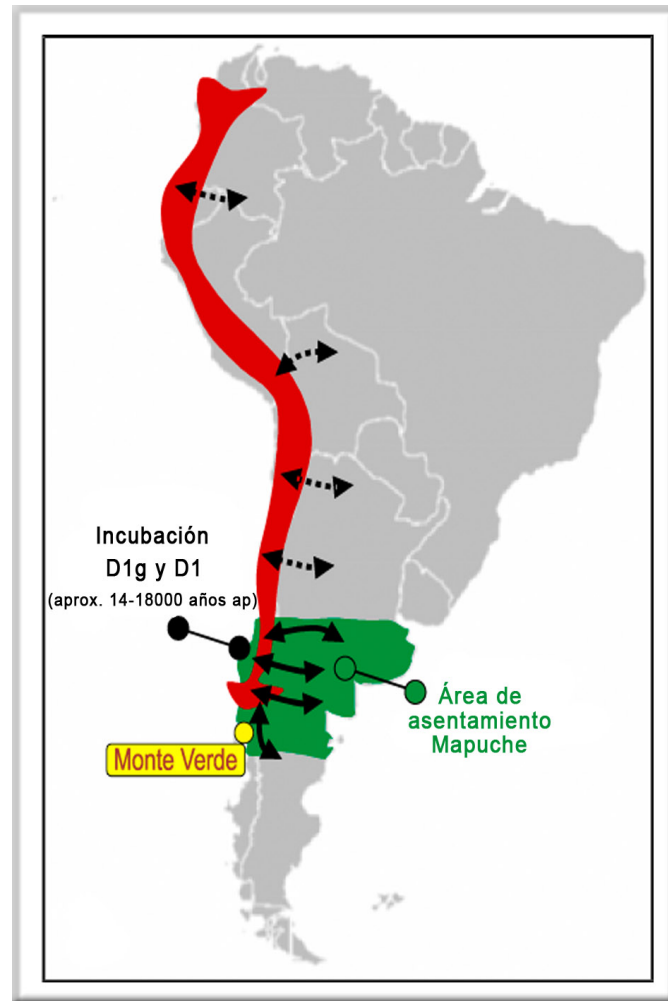 Incubación
D1g y D1
(aprox. 14-18000 años ap)
Monte Verde
Área de
asentamiento
Mapuche